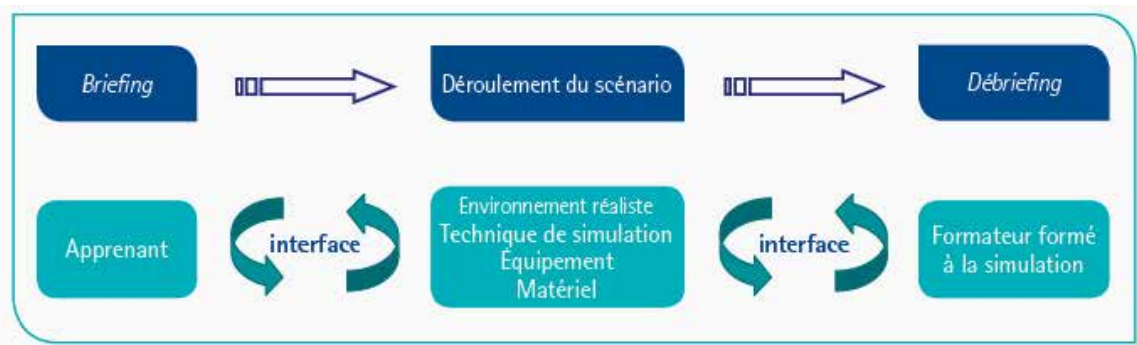 Briefing
Déroulement du scénario
Débriefing
Apprenant
interface
Environnement réaliste
Technique de simulation
Équipement
Matériel
interface
Formateur formé
à la simulation